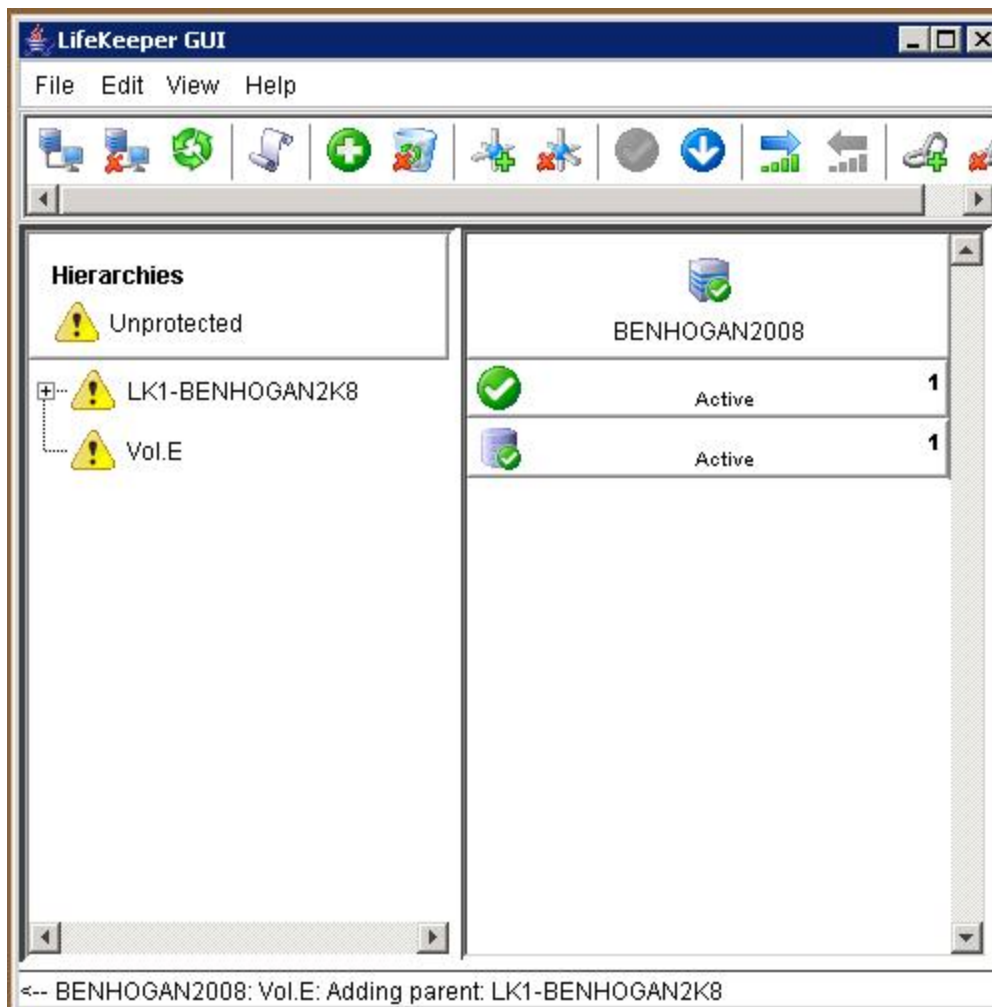 LifeKeeper GUI
File Edit View Help
Hierarchies
Unprotected
BENHOGAN2008
LK1-BENHOGAN2K8
Active 1
Vol.E
Active 1
<-- BENHOGAN2008: Vol.E: Adding parent: LK1-BENHOGAN2K8